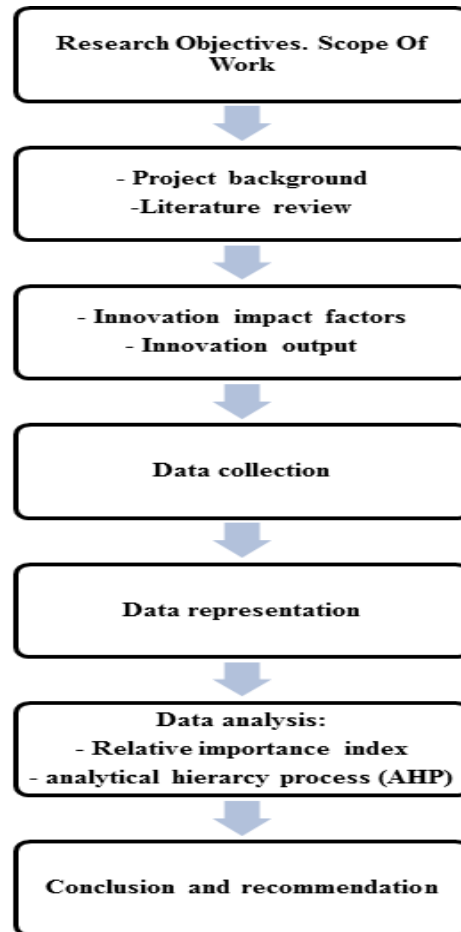 Research Objectives. Scope Of
Work
- Project background
-Literature review
- Innovation impact factors
- Innovation output
Data collection
Data representation
Data analysis:
- Relative importance index
- analytical hierarcy process (AHP)
Conclusion and recommendation